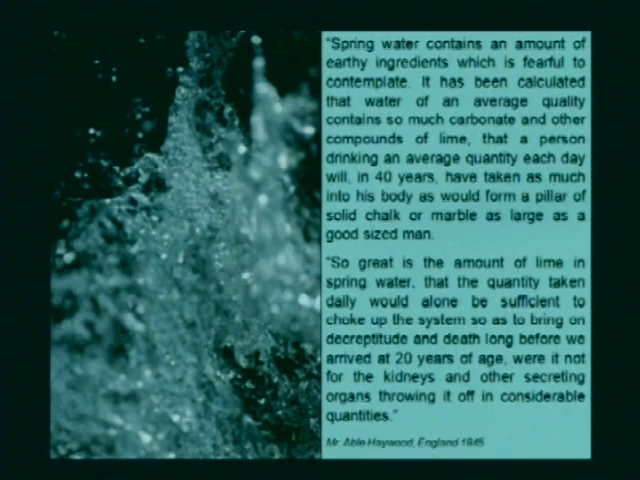 “Spring water contains an amount of
earthy ingredients which is fearful to
contemplate. It has been calculated
that water of an average quality
contains so much carbonate and other
compounds of lime, that a person
drinking an average quantity each day
will, in 40 years, have taken as much
into his body as would form a pillar of
solid chalk or marble as large as a
good sized man.
“So great is the amount of lime in
spring water, that the quantity taken
daily would alone be sufficient to
choke up the system so as to bring on
decreptitude and death long before we
arrived at 20 years of age, were it not
for the kidneys and other secreting
organs throwing it off in considerable
quantities.”
Mr. Able Haywood, England 1845